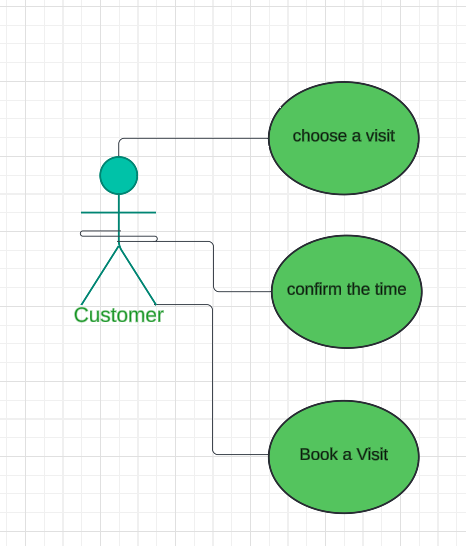 choose a visit
confirm the time
Customer
Book a Visit